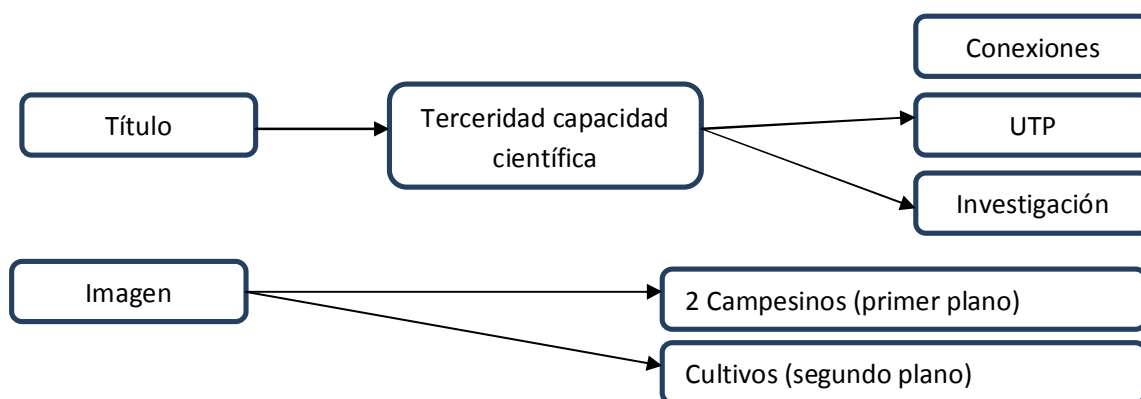 Conexiones
Título
Terceridad capacidad
científica
UTP
Investigación
Imagen
2 Campesinos (primer plano)
Cultivos (segundo plano)